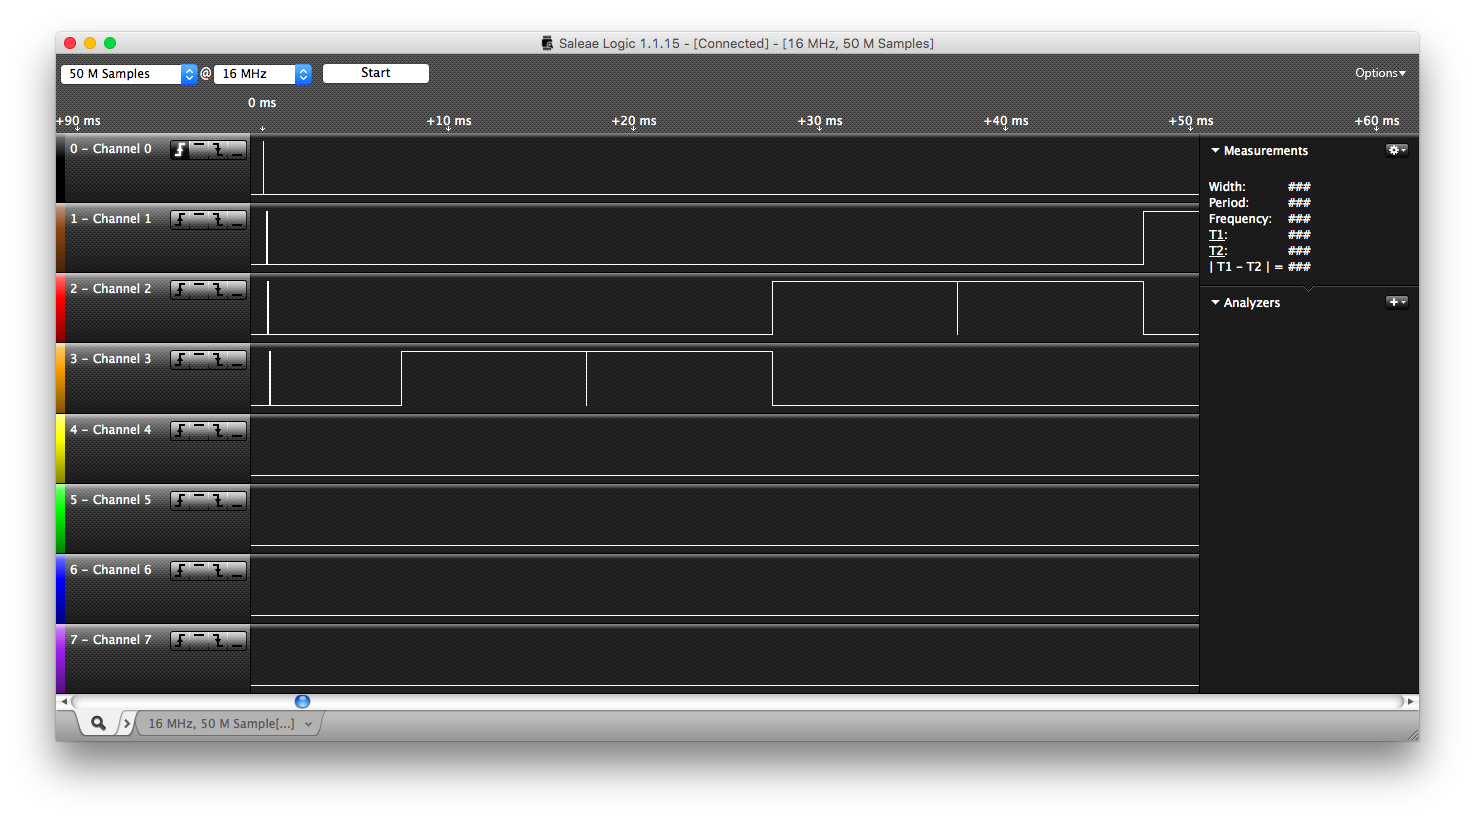 Saleae Logic 1.1.15 - [Connected] - [16 MHz, 50 M Samples]
50 M Samples @ 16 MHz Start Options
0 ms
+90 ms +10 ms +20 ms +30 ms +40 ms +50 ms +60 ms
0 - Channel 0
1 - Channel 1
2 - Channel 2
3 - Channel 3
4 - Channel 4
5 - Channel 5
6 - Channel 6
7 - Channel 7
Measurements
Width: ###
Period: ###
Frequency: ###
T1: ###
T2: ###
| T1 - T2 | = ###
Analyzers
16 MHz, 50 M Sample[...]